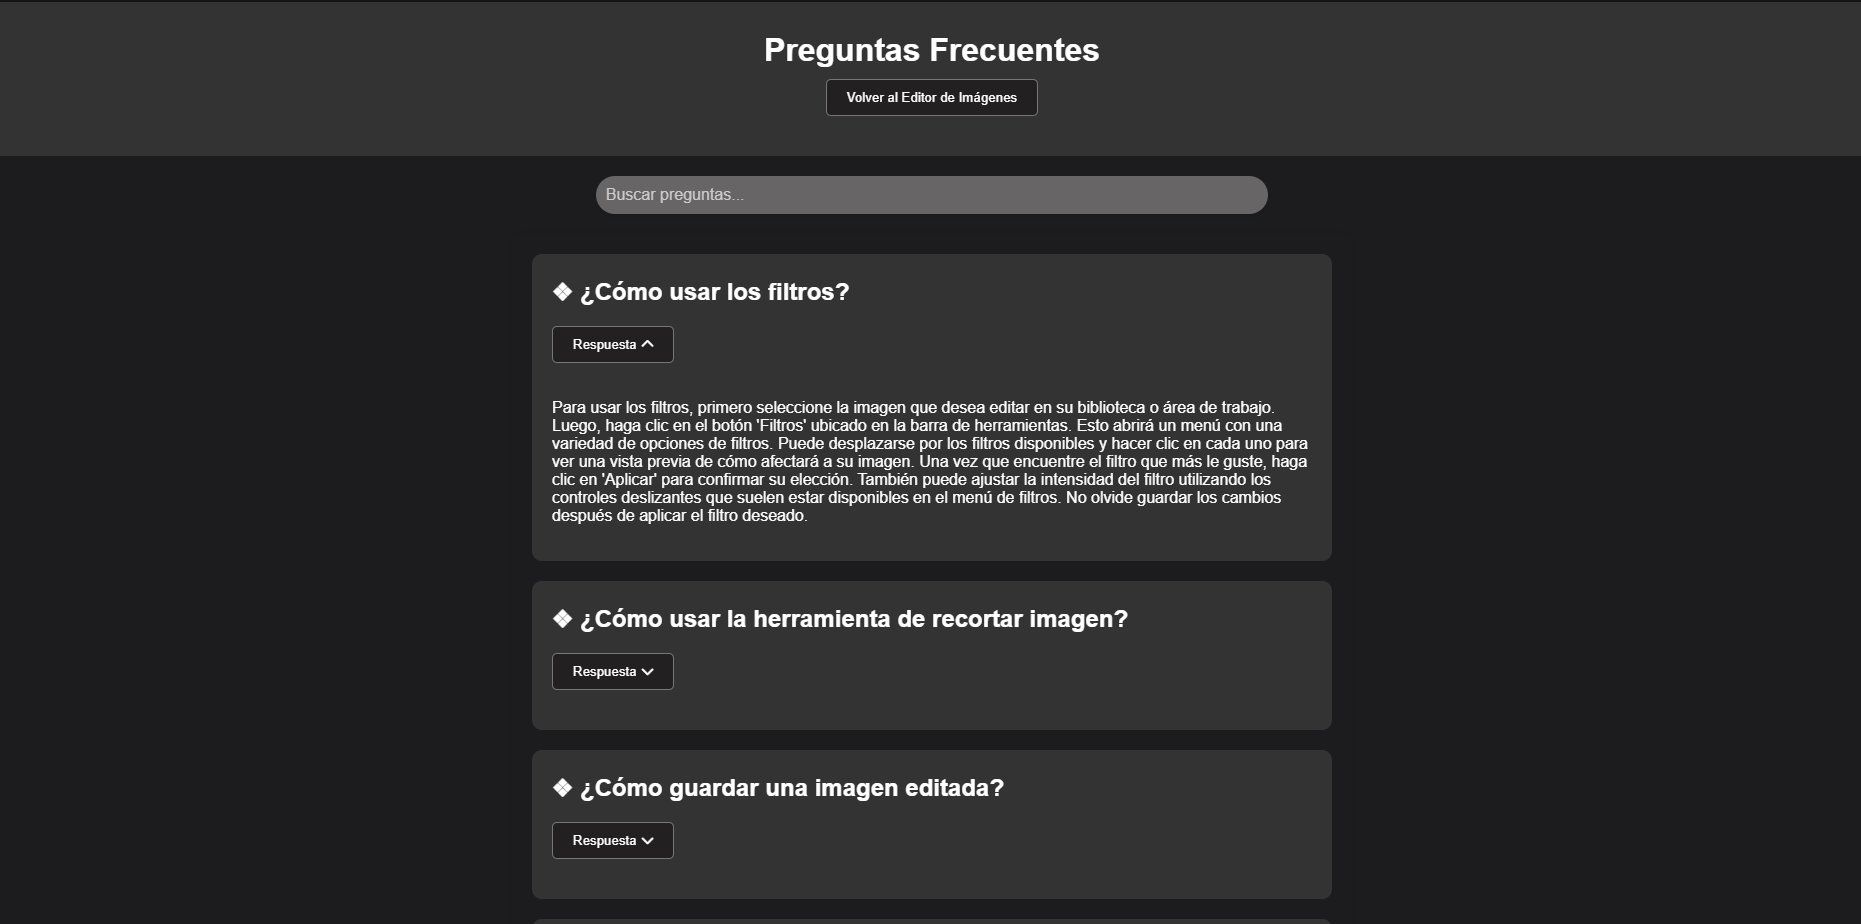 Preguntas Frecuentes
Volver al Editor de Imágenes
Buscar preguntas...
❖ ¿Cómo usar los filtros?
Respuesta
Para usar los filtros, primero seleccione la imagen que desea editar en su biblioteca o área de trabajo.
Luego, haga clic en el botón 'Filtros' ubicado en la barra de herramientas. Esto abrirá un menú con una
variedad de opciones de filtros. Puede desplazarse por los filtros disponibles y hacer clic en cada uno para
ver una vista previa de cómo afectará a su imagen. Una vez que encuentre el filtro que más le guste, haga
clic en 'Aplicar' para confirmar su elección. También puede ajustar la intensidad del filtro utilizando los
controles deslizantes que suelen estar disponibles en el menú de filtros. No olvide guardar los cambios
después de aplicar el filtro deseado.
❖ ¿Cómo usar la herramienta de recortar imagen?
Respuesta
❖ ¿Cómo guardar una imagen editada?
Respuesta